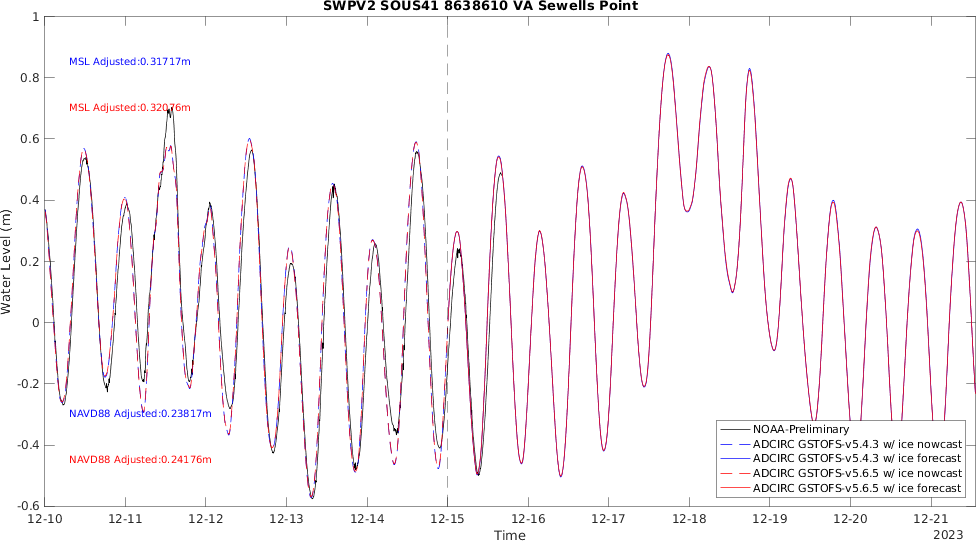 SWPV2 SOUS41 8638610 VA Sewells Point
1
0.8
0.6
0.4
0.2
0
-0.2
-0.4
-0.6
Water Level (m)
MSL Adjusted:0.31717m
MSL Adjusted:0.32076m
NAVD88 Adjusted:0.23817m
NAVD88 Adjusted:0.24176m
NOAA-Preliminary
ADCIRC GSTOFS-v5.4.3 w/ ice nowcast
ADCIRC GSTOFS-v5.4.3 w/ ice forecast
ADCIRC GSTOFS-v5.6.5 w/ ice nowcast
ADCIRC GSTOFS-v5.6.5 w/ ice forecast
12-10 12-11 12-12 12-13 12-14 12-15 12-16 12-17 12-18 12-19 12-20 12-21
Time
2023